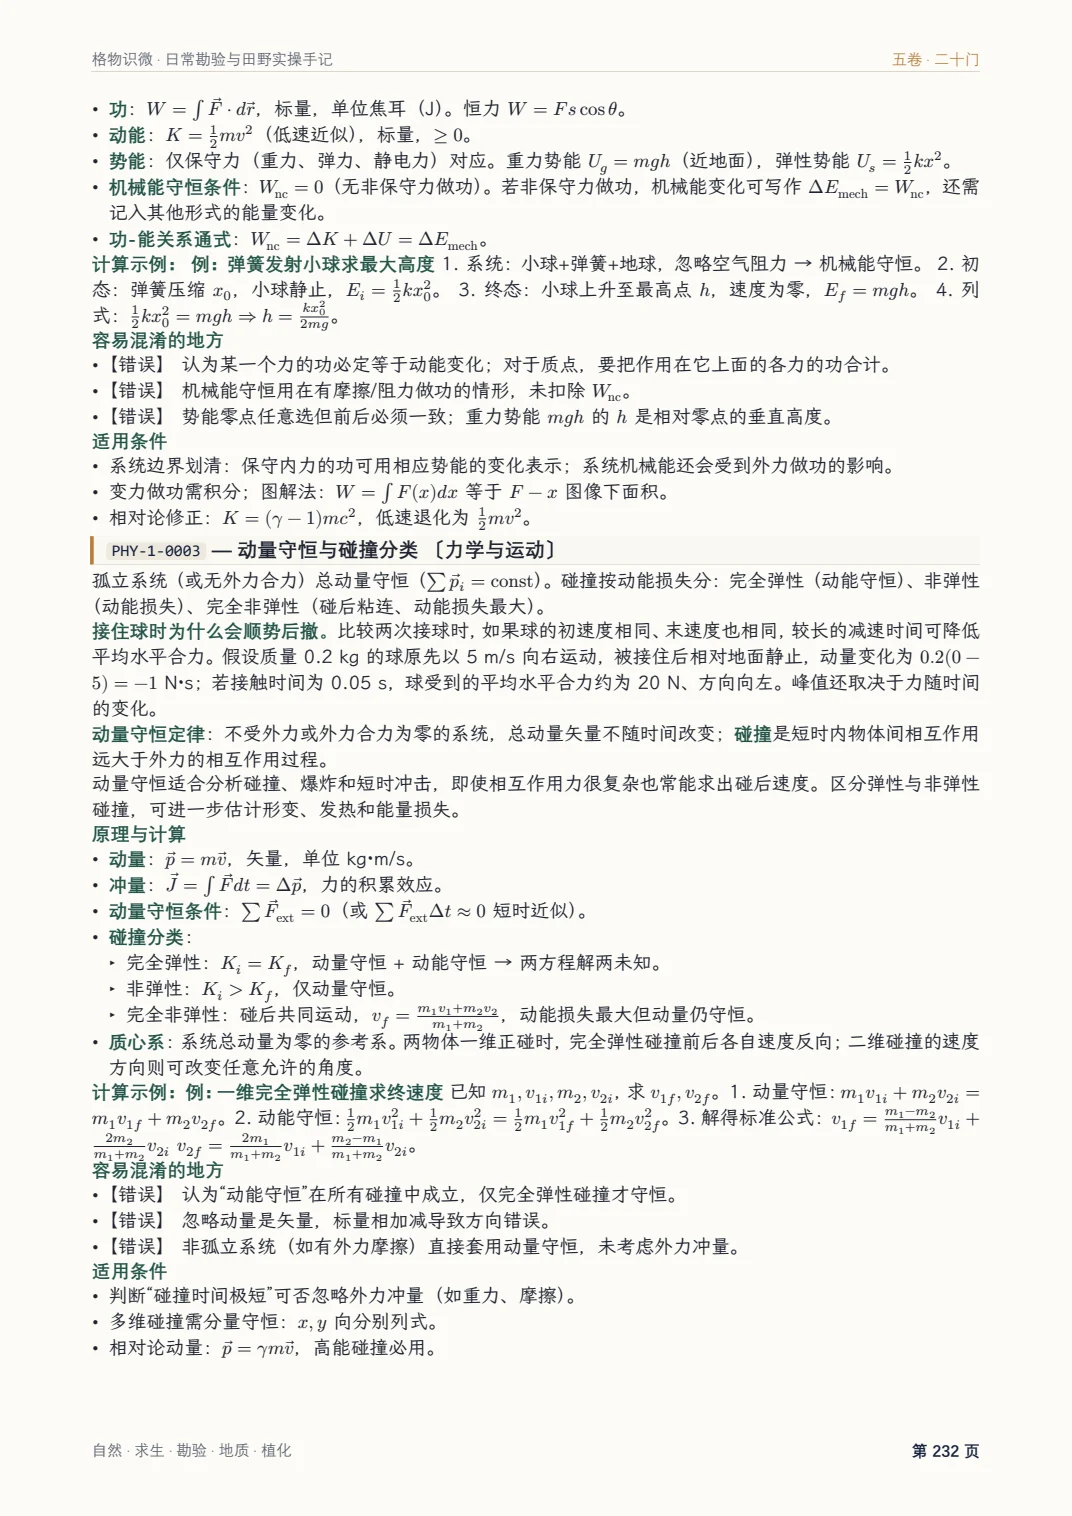 格物识微 · 日常勘验与田野实操手记
五卷 · 二十门
• 功：W = ∫ F⃗ · dr⃗，标量，单位焦耳（J）。恒力 W = Fs cos θ。
• 动能：K = ½mv²（低速近似），标量，≥ 0。
• 势能：仅保守力（重力、弹力、静电力）对应。重力势能 U_g = mgh（近地面），弹性势能 U_s = ½kx²。
• 机械能守恒条件：W_nc = 0（无非保守力做功）。若非保守力做功，机械能变化可写作 ΔE_mech = W_nc，还需
记入其他形式的能量变化。
• 功-能关系通式：W_nc = ΔK + ΔU = ΔE_mech。
计算示例： 例：弹簧发射小球求最大高度 1. 系统：小球+弹簧+地球，忽略空气阻力 → 机械能守恒。 2. 初
态：弹簧压缩 x₀，小球静止，E_i = ½kx₀²。 3. 终态：小球上升至最高点 h，速度为零，E_f = mgh。 4. 列
式：½kx₀² = mgh ⇒ h = kx₀²/2mg。
容易混淆的地方
•【错误】 认为某一个力的功必定等于动能变化；对于质点，要把作用在它上面的各力的功合计。
•【错误】 机械能守恒用在有摩擦/阻力做功的情形，未扣除 W_nc。
•【错误】 势能零点任意选但前后必须一致；重力势能 mgh 的 h 是相对零点的垂直高度。
适用条件
• 系统边界划清：保守内力的功可用相应势能的变化表示；系统机械能还会受到外力做功的影响。
• 变力做功需积分；图解法：W = ∫ F(x)dx 等于 F − x 图像下面积。
• 相对论修正：K = (γ − 1)mc²，低速退化为 ½mv²。
PHY-1-0003 — 动量守恒与碰撞分类 〔力学与运动〕
孤立系统（或无外力合力）总动量守恒（∑ p⃗_i = const）。碰撞按动能损失分：完全弹性（动能守恒）、非弹性
（动能损失）、完全非弹性（碰后粘连、动能损失最大）。
接住球时为什么会顺势后撤。比较两次接球时，如果球的初速度相同、末速度也相同，较长的减速时间可降低
平均水平合力。假设质量 0.2 kg 的球原先以 5 m/s 向右运动，被接住后相对地面静止，动量变化为 0.2(0 −
5) = −1 N•s；若接触时间为 0.05 s，球受到的平均水平合力约为 20 N、方向向左。峰值还取决于力随时间
的变化。
动量守恒定律：不受外力或外力合力为零的系统，总动量矢量不随时间改变；碰撞是短时内物体间相互作用
远大于外力的相互作用过程。
动量守恒适合分析碰撞、爆炸和短时冲击，即使相互作用力很复杂也常能求出碰后速度。区分弹性与非弹性
碰撞，可进一步估计形变、发热和能量损失。
原理与计算
• 动量：p⃗ = mv⃗，矢量，单位 kg•m/s。
• 冲量：J⃗ = ∫ F⃗dt = Δp⃗，力的积累效应。
• 动量守恒条件：∑ F⃗_ext = 0（或 ∑ F⃗_extΔt ≈ 0 短时近似）。
• 碰撞分类：
‣ 完全弹性：K_i = K_f，动量守恒 + 动能守恒 → 两方程解两未知。
‣ 非弹性：K_i > K_f，仅动量守恒。
‣ 完全非弹性：碰后共同运动，v_f = (m₁v₁+m₂v₂)/(m₁+m₂)，动能损失最大但动量仍守恒。
• 质心系：系统总动量为零的参考系。两物体一维正碰时，完全弹性碰撞前后各自速度反向；二维碰撞的速度
方向则可改变任意允许的角度。
计算示例：例：一维完全弹性碰撞求终速度 已知 m₁, v_1i, m₂, v_2i，求 v_1f, v_2f。1. 动量守恒：m₁v_1i + m₂v_2i =
m₁v_1f + m₂v_2f。2. 动能守恒：½m₁v²_1i + ½m₂v²_2i = ½m₁v²_1f + ½m₂v²_2f。3. 解得标准公式：v_1f = (m₁−m₂)/(m₁+m₂)v_1i +
2m₂/(m₁+m₂)v_2i v_2f = 2m₁/(m₁+m₂)v_1i + (m₂−m₁)/(m₁+m₂)v_2i。
容易混淆的地方
•【错误】 认为“动能守恒”在所有碰撞中成立，仅完全弹性碰撞才守恒。
•【错误】 忽略动量是矢量，标量相加减导致方向错误。
•【错误】 非孤立系统（如有外力摩擦）直接套用动量守恒，未考虑外力冲量。
适用条件
• 判断“碰撞时间极短”可否忽略外力冲量（如重力、摩擦）。
• 多维碰撞需分量守恒：x, y 向分别列式。
• 相对论动量：p⃗ = γmv⃗，高能碰撞必用。
自然 · 求生 · 勘验 · 地质 · 植化
第 232 页